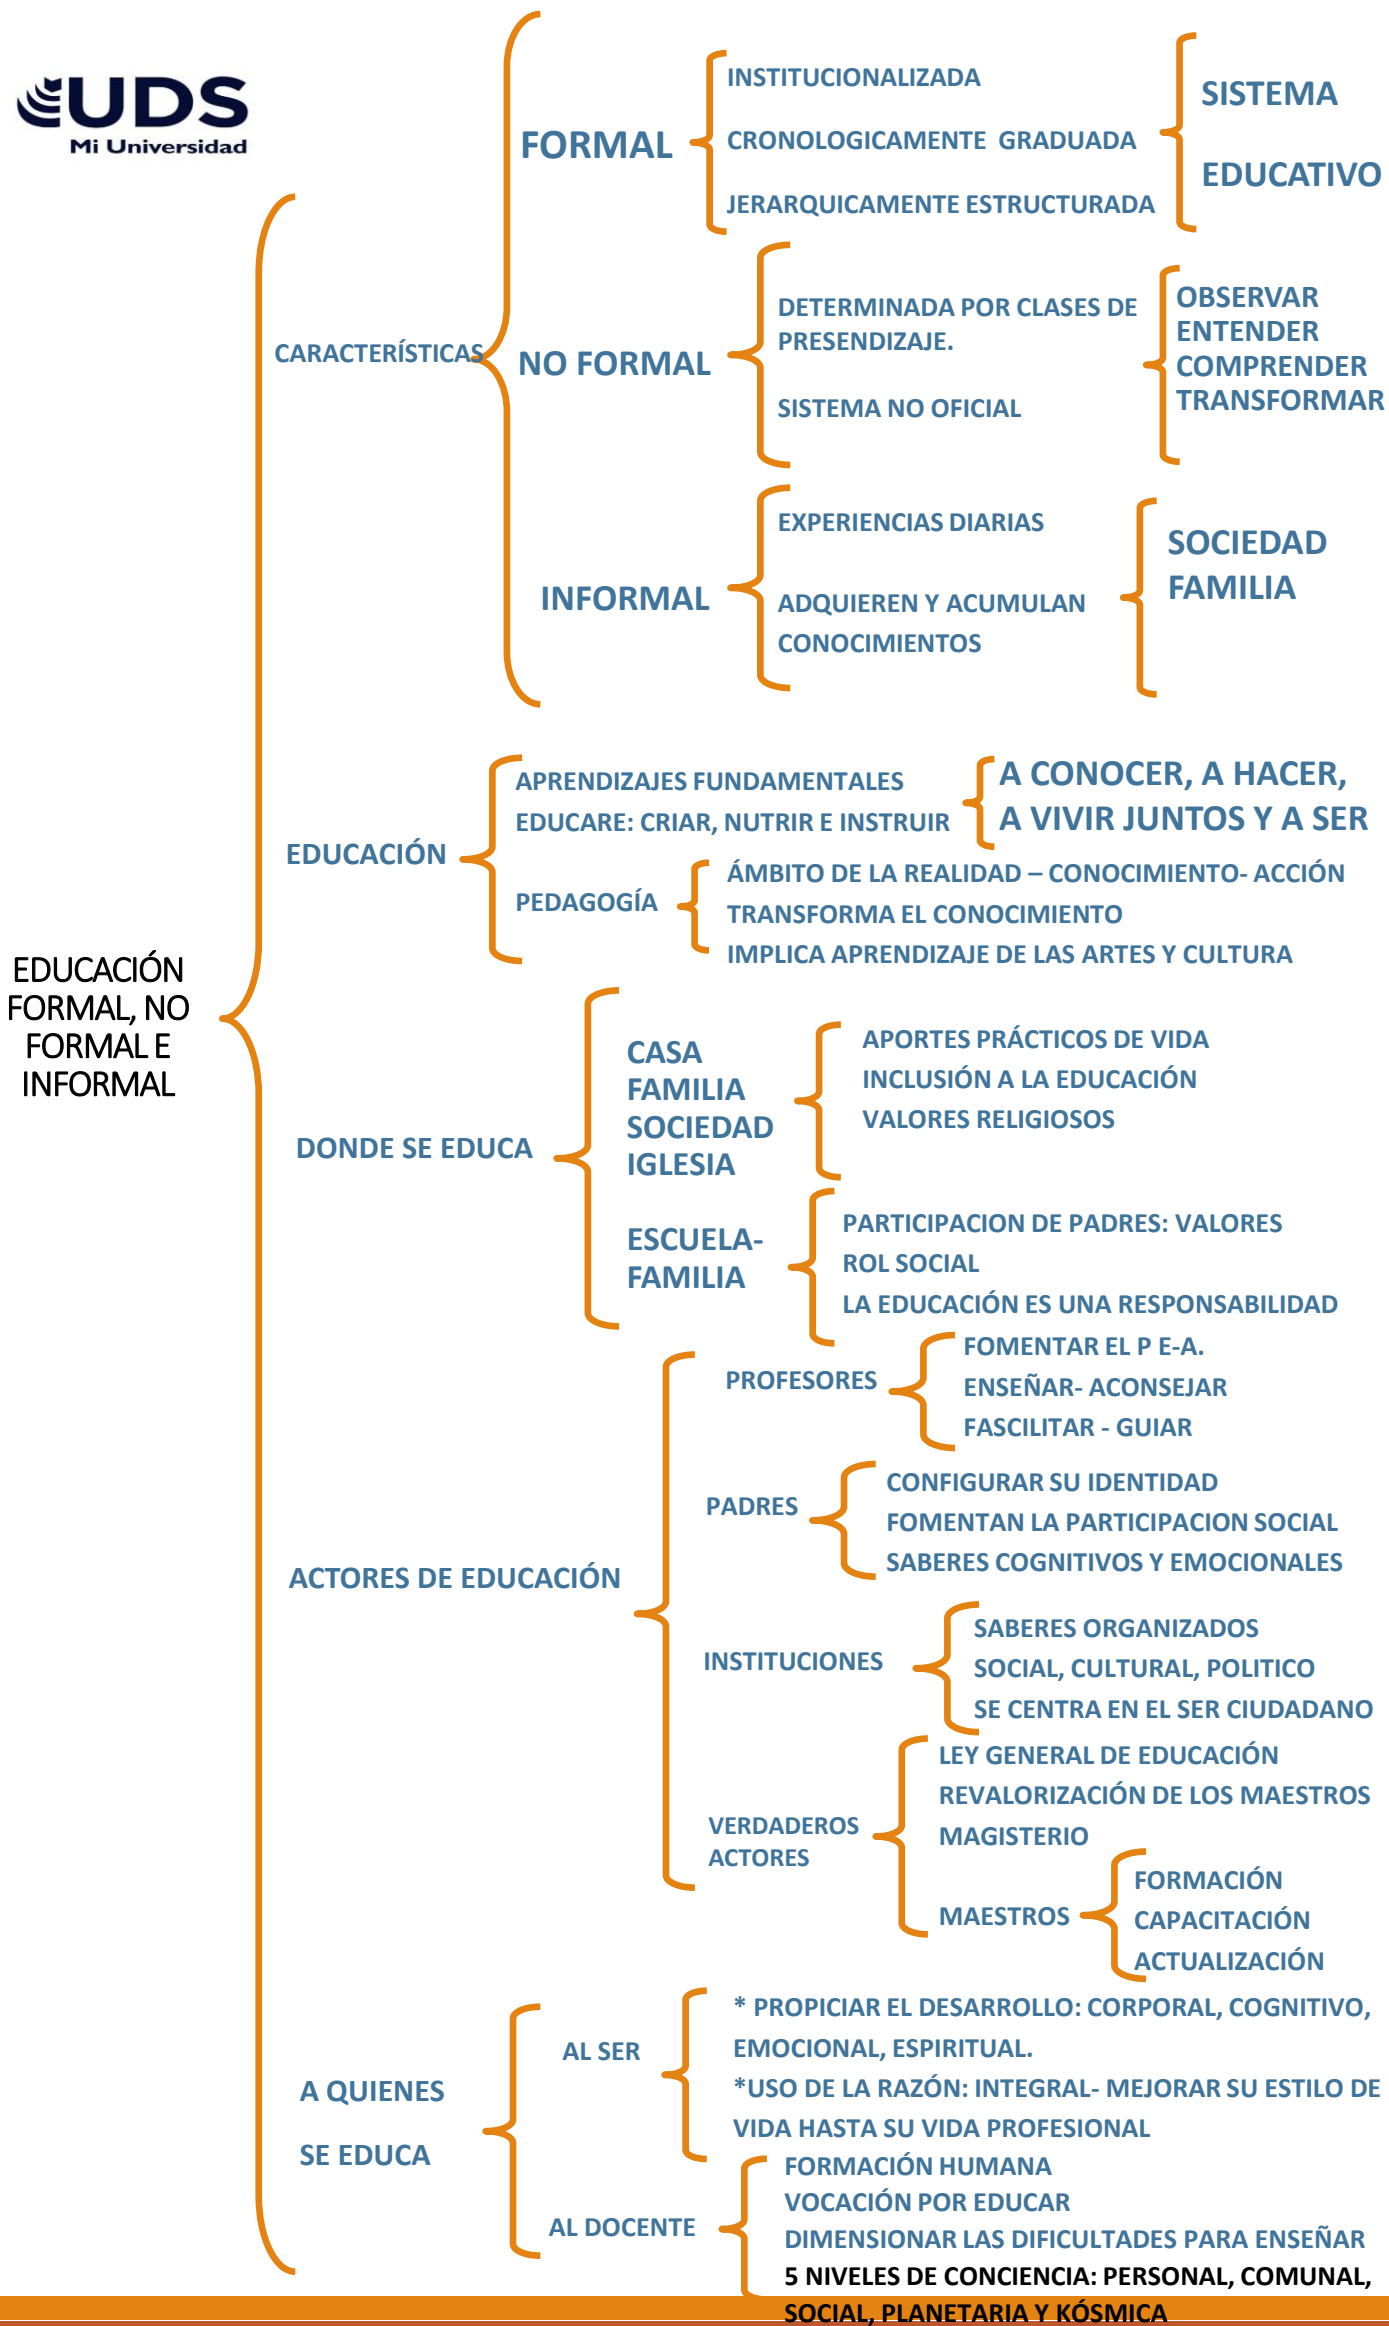 UDS
Mi Universidad
EDUCACIÓN
FORMAL, NO
FORMAL E
INFORMAL
CARACTERÍSTICAS
FORMAL
INSTITUCIONALIZADA
CRONOLOGICAMENTE GRADUADA
JERARQUICAMENTE ESTRUCTURADA
SISTEMA
EDUCATIVO
NO FORMAL
DETERMINADA POR CLASES DE
PRESENDIZAJE.
SISTEMA NO OFICIAL
OBSERVAR
ENTENDER
COMPRENDER
TRANSFORMAR
INFORMAL
EXPERIENCIAS DIARIAS
ADQUIEREN Y ACUMULAN
CONOCIMIENTOS
SOCIEDAD
FAMILIA
EDUCACIÓN
APRENDIZAJES FUNDAMENTALES
EDUCARE: CRIAR, NUTRIR E INSTRUIR
A CONOCER, A HACER,
A VIVIR JUNTOS Y A SER
PEDAGOGÍA
ÁMBITO DE LA REALIDAD – CONOCIMIENTO- ACCIÓN
TRANSFORMA EL CONOCIMIENTO
IMPLICA APRENDIZAJE DE LAS ARTES Y CULTURA
DONDE SE EDUCA
CASA
FAMILIA
SOCIEDAD
IGLESIA
APORTES PRÁCTICOS DE VIDA
INCLUSIÓN A LA EDUCACIÓN
VALORES RELIGIOSOS
ESCUELA-
FAMILIA
PARTICIPACION DE PADRES: VALORES
ROL SOCIAL
LA EDUCACIÓN ES UNA RESPONSABILIDAD
ACTORES DE EDUCACIÓN
PROFESORES
FOMENTAR EL P E-A.
ENSEÑAR- ACONSEJAR
FASCILITAR - GUIAR
PADRES
CONFIGURAR SU IDENTIDAD
FOMENTAN LA PARTICIPACION SOCIAL
SABERES COGNITIVOS Y EMOCIONALES
INSTITUCIONES
SABERES ORGANIZADOS
SOCIAL, CULTURAL, POLITICO
SE CENTRA EN EL SER CIUDADANO
VERDADEROS
ACTORES
LEY GENERAL DE EDUCACIÓN
REVALORIZACIÓN DE LOS MAESTROS
MAGISTERIO
MAESTROS
FORMACIÓN
CAPACITACIÓN
ACTUALIZACIÓN
A QUIENES
SE EDUCA
AL SER
* PROPICIAR EL DESARROLLO: CORPORAL, COGNITIVO,
EMOCIONAL, ESPIRITUAL.
*USO DE LA RAZÓN: INTEGRAL- MEJORAR SU ESTILO DE
VIDA HASTA SU VIDA PROFESIONAL
AL DOCENTE
FORMACIÓN HUMANA
VOCACIÓN POR EDUCAR
DIMENSIONAR LAS DIFICULTADES PARA ENSEÑAR
5 NIVELES DE CONCIENCIA: PERSONAL, COMUNAL,
SOCIAL, PLANETARIA Y KÓSMICA